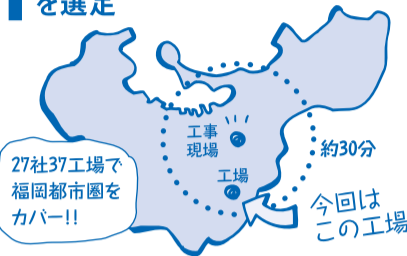 を選定
工事
現場
工場
約30分
27社37工場で
福岡都市圏を
カバー!!
今回は
この工場